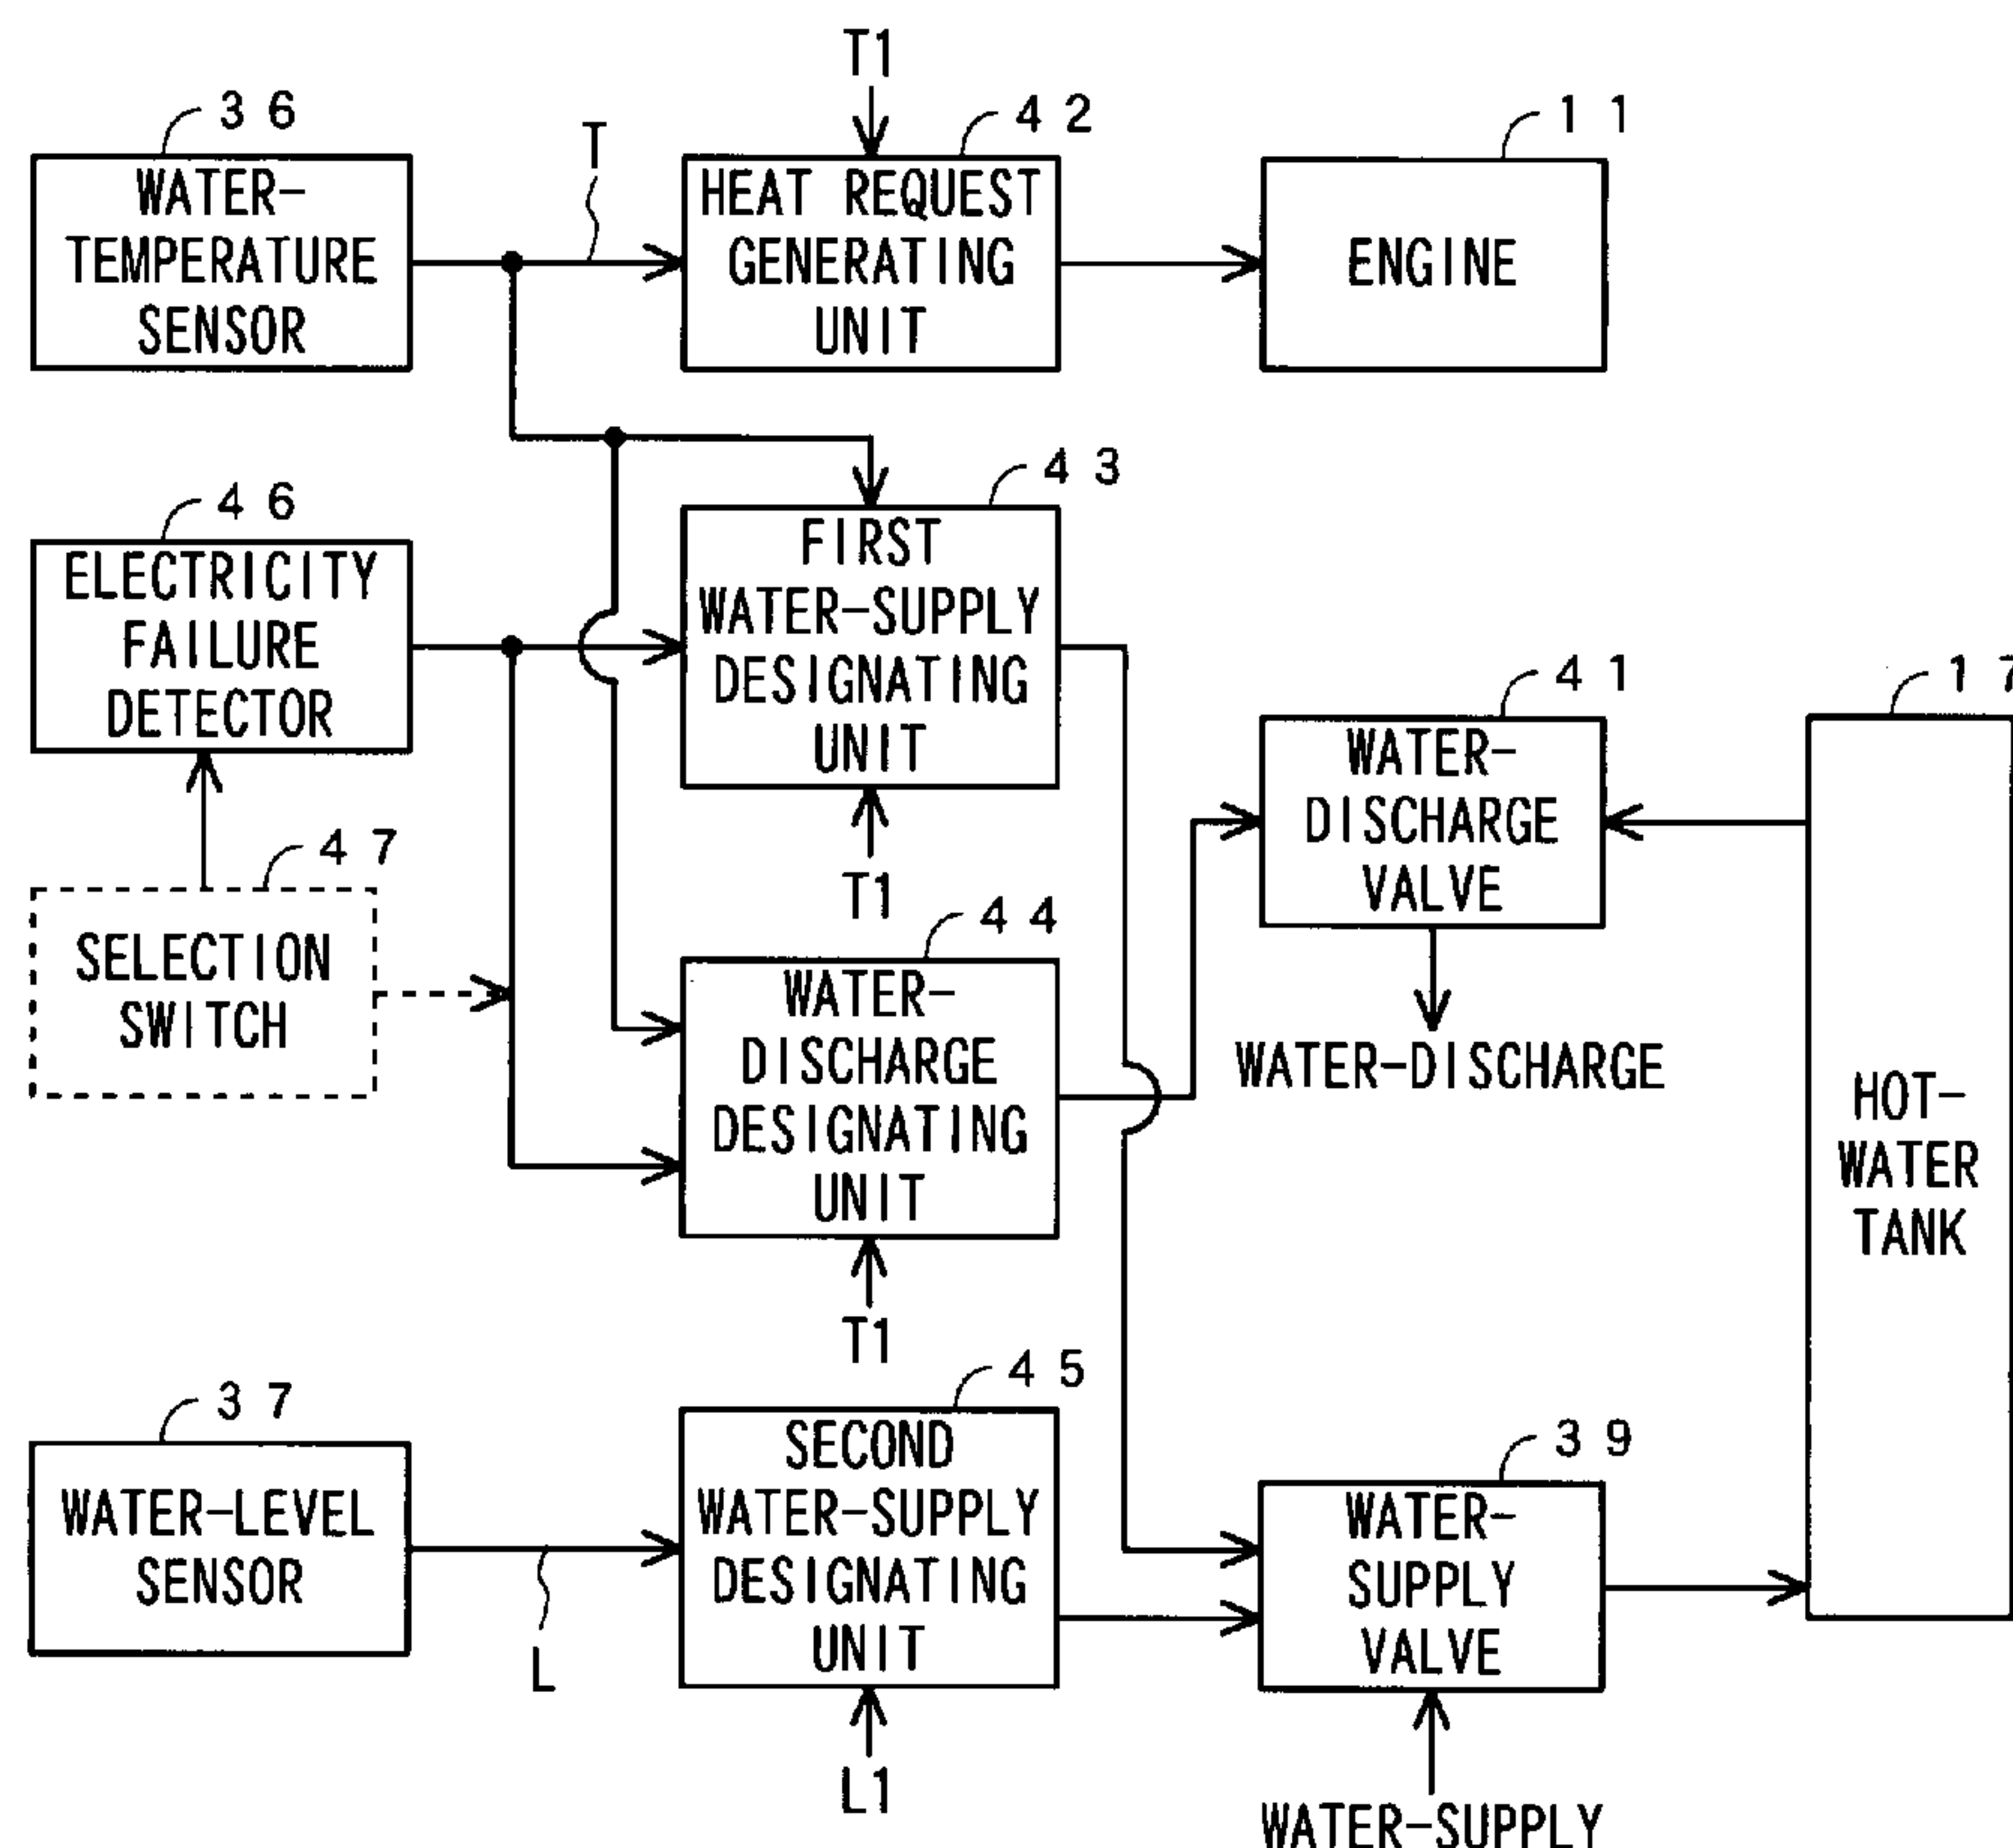 T1
36
42
11
T
WATER-
TEMPERATURE
SENSOR
HEAT REQUEST
GENERATING
UNIT
ENGINE
46
43
ELECTRICITY
FAILURE
DETECTOR
FIRST
WATER-SUPPLY
DESIGNATING
UNIT
T1
41
17
WATER-
DISCHARGE
VALVE
WATER-DISCHARGE
47
SELECTION
SWITCH
44
WATER-
DISCHARGE
DESIGNATING
UNIT
T1
HOT-
WATER
TANK
37
45
39
WATER-LEVEL
SENSOR
L
SECOND
WATER-SUPPLY
DESIGNATING
UNIT
L1
WATER-
SUPPLY
VALVE
WATER-SUPPLY